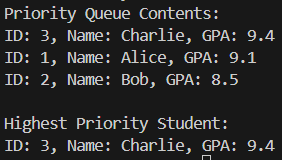 Priority Queue Contents:
ID: 3, Name: Charlie, GPA: 9.4
ID: 1, Name: Alice, GPA: 9.1
ID: 2, Name: Bob, GPA: 8.5
Highest Priority Student:
ID: 3, Name: Charlie, GPA: 9.4